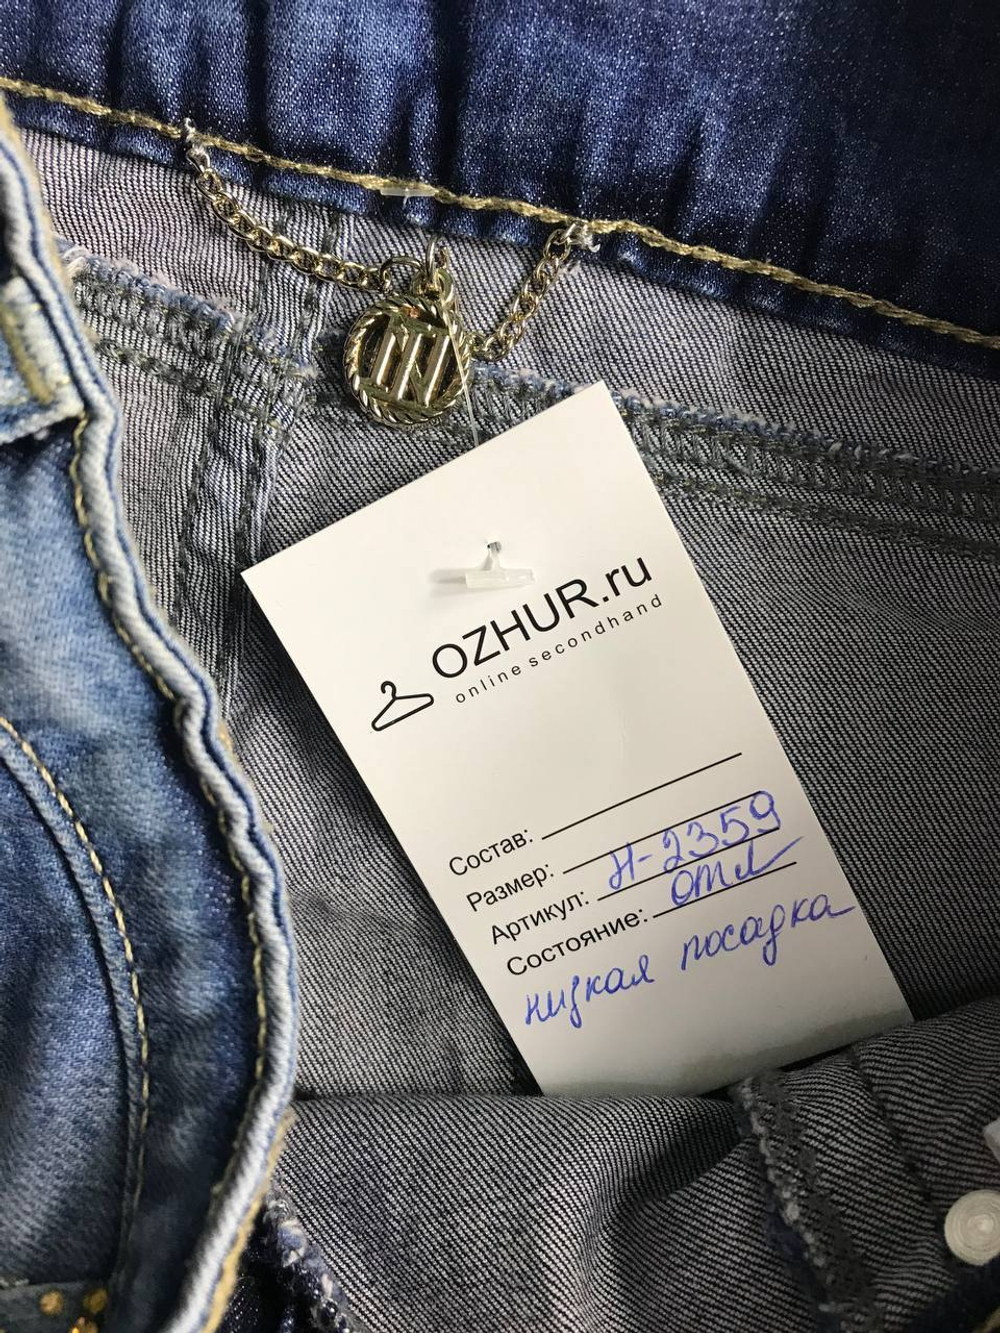 OZHUR.ru
online secondhand
Состав:
Размер:
Артикул: Н-2359
Состояние: отл
низкая посадка